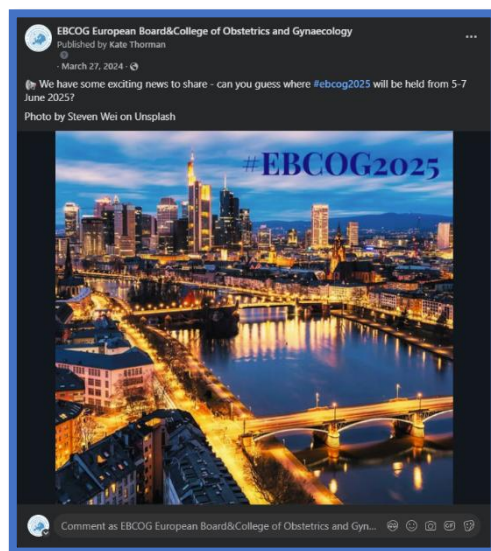 EBCOG European Board&College of Obstetrics and Gynaecology
Published by Kate Thorman
· March 27, 2024 ·
We have some exciting news to share - can you guess where #ebcog2025 will be held from 5-7
June 2025?
Photo by Steven Wei on Unsplash
#EBCOG2025
Comment as EBCOG European Board&College of Obstetrics and Gyn...
GIF